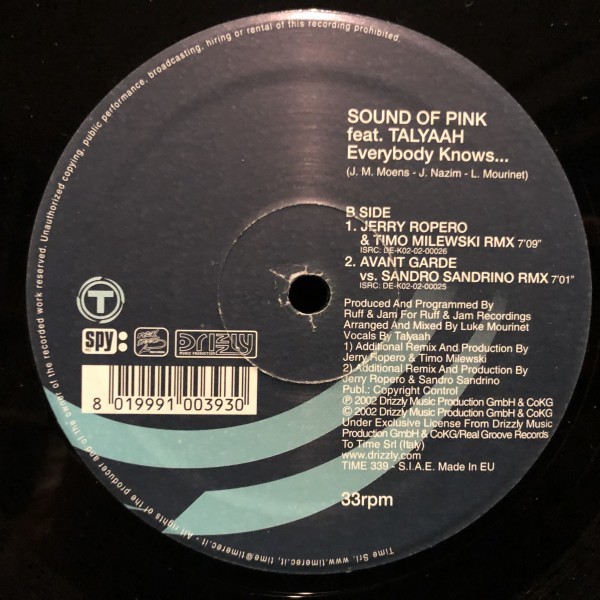 SOUND OF PINK
feat. TALYAAH
Everybody Knows...
(J. M. Moens - J. Nazim - L. Mourinet)
B SIDE
1. JERRY ROPERO
& TIMO MILEWSKI RMX 7'09"
ISRC: DE-K02-02-00026
2. AVANT GARDE
vs. SANDRO SANDRINO RMX 7'01"
ISRC: DE-K02-02-00025
Produced And Programmed By
Ruff & Jam For Ruff & Jam Recordings
Arranged And Mixed By Luke Mourinet
Vocals By Talyaah
1) Additional Remix And Production By
Jerry Ropero & Timo Milewski
2) Additional Remix And Production By
Jerry Ropero & Sandro Sandrino
Publ.: Copyright Control
℗ 2002 Drizzly Music Production GmbH & CoKG
© 2002 Drizzly Music Production GmbH & CoKG
Under Exclusive License From Drizzly Music
Production GmbH & CoKG/Real Groove Records
To Time Srl (Italy)
www.drizzly.com
TIME 339 - S.I.A.E. Made In EU
33rpm
T
spy:
DRIZZLY
MUSIC PRODUCTION
8 019991 003930
Time Srl. www.timerec.it, time@timerec.it - All rights of the producer and of the owner of the recorded work reserved. Unauthorized copying, public performance, broadcasting, hiring or rental of this recording prohibited.